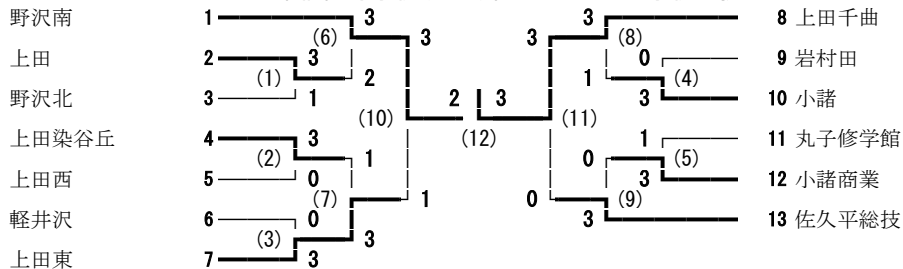 野沢南 1 3 3 8 上田千曲
(6) 3 3 (8)
上田 2 3 0 9 岩村田
(1) 2 1 (4)
野沢北 3 1 3 10 小諸
(10) 2 3 (11)
上田染谷丘 4 3 (12) 1 11 丸子修学館
(2) 1 0 (5)
上田西 5 0 3 12 小諸商業
(7) 1 0 (9)
軽井沢 6 0 3 13 佐久平総技
(3) 3
上田東 7 3